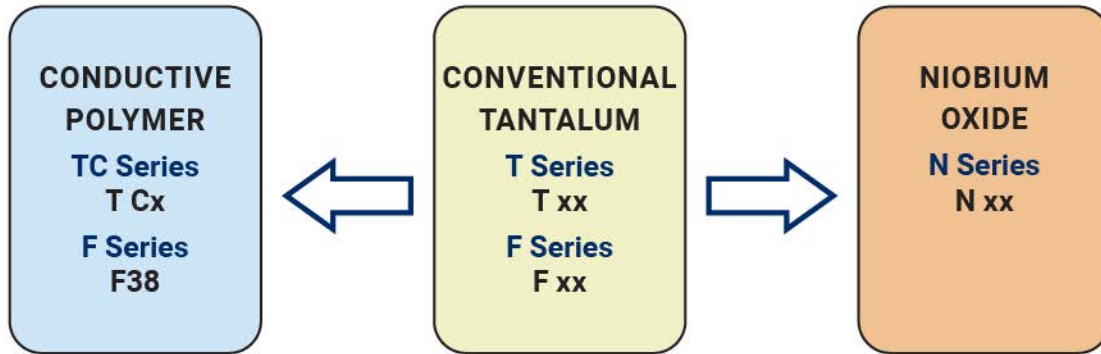 CONDUCTIVE
POLYMER
TC Series
T Cx
F Series
F38
CONVENTIONAL
TANTALUM
T Series
T xx
F Series
F xx
NIOBIUM
OXIDE
N Series
N xx